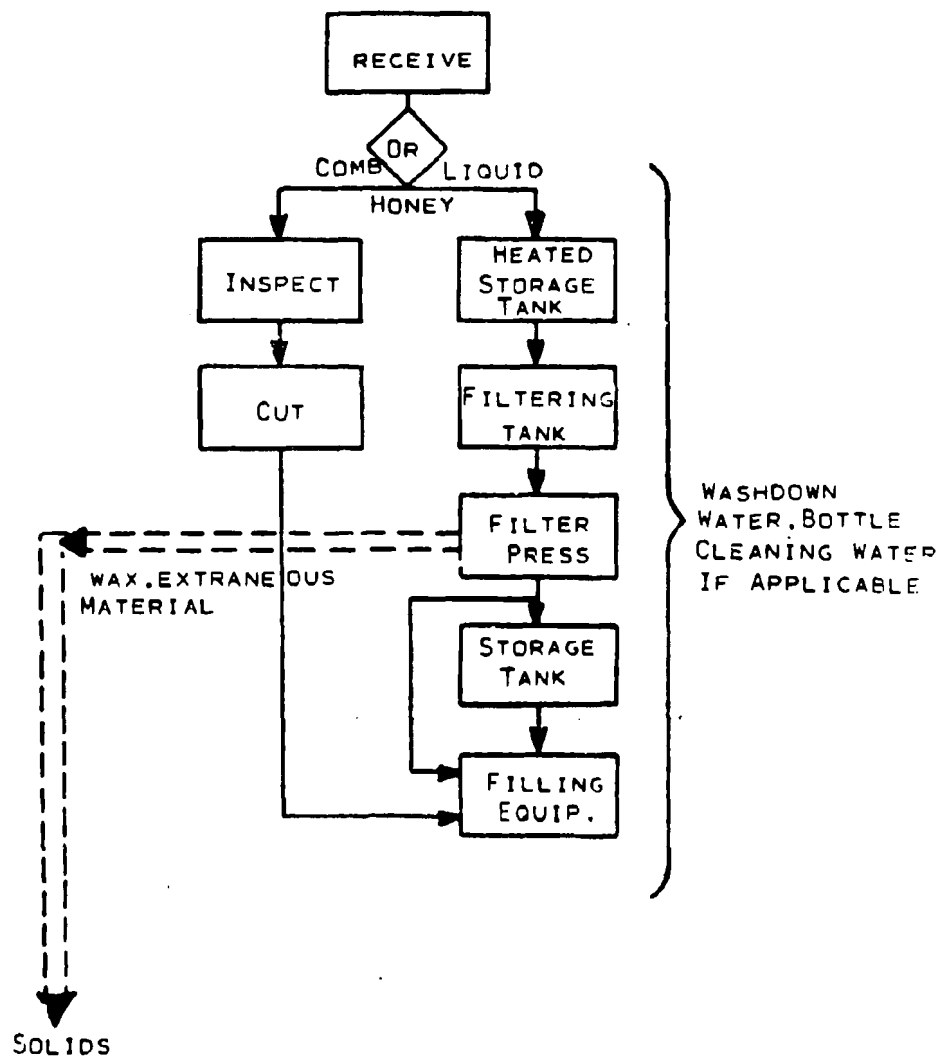 RECEIVE
OR
COMB LIQUID
HONEY
INSPECT
HEATED
STORAGE
TANK
CUT
FILTERING
TANK
FILTER
PRESS
WASHDOWN
WATER, BOTTLE
CLEANING WATER
IF APPLICABLE
WAX, EXTRANEOUS
MATERIAL
STORAGE
TANK
FILLING
EQUIP.
SOLIDS